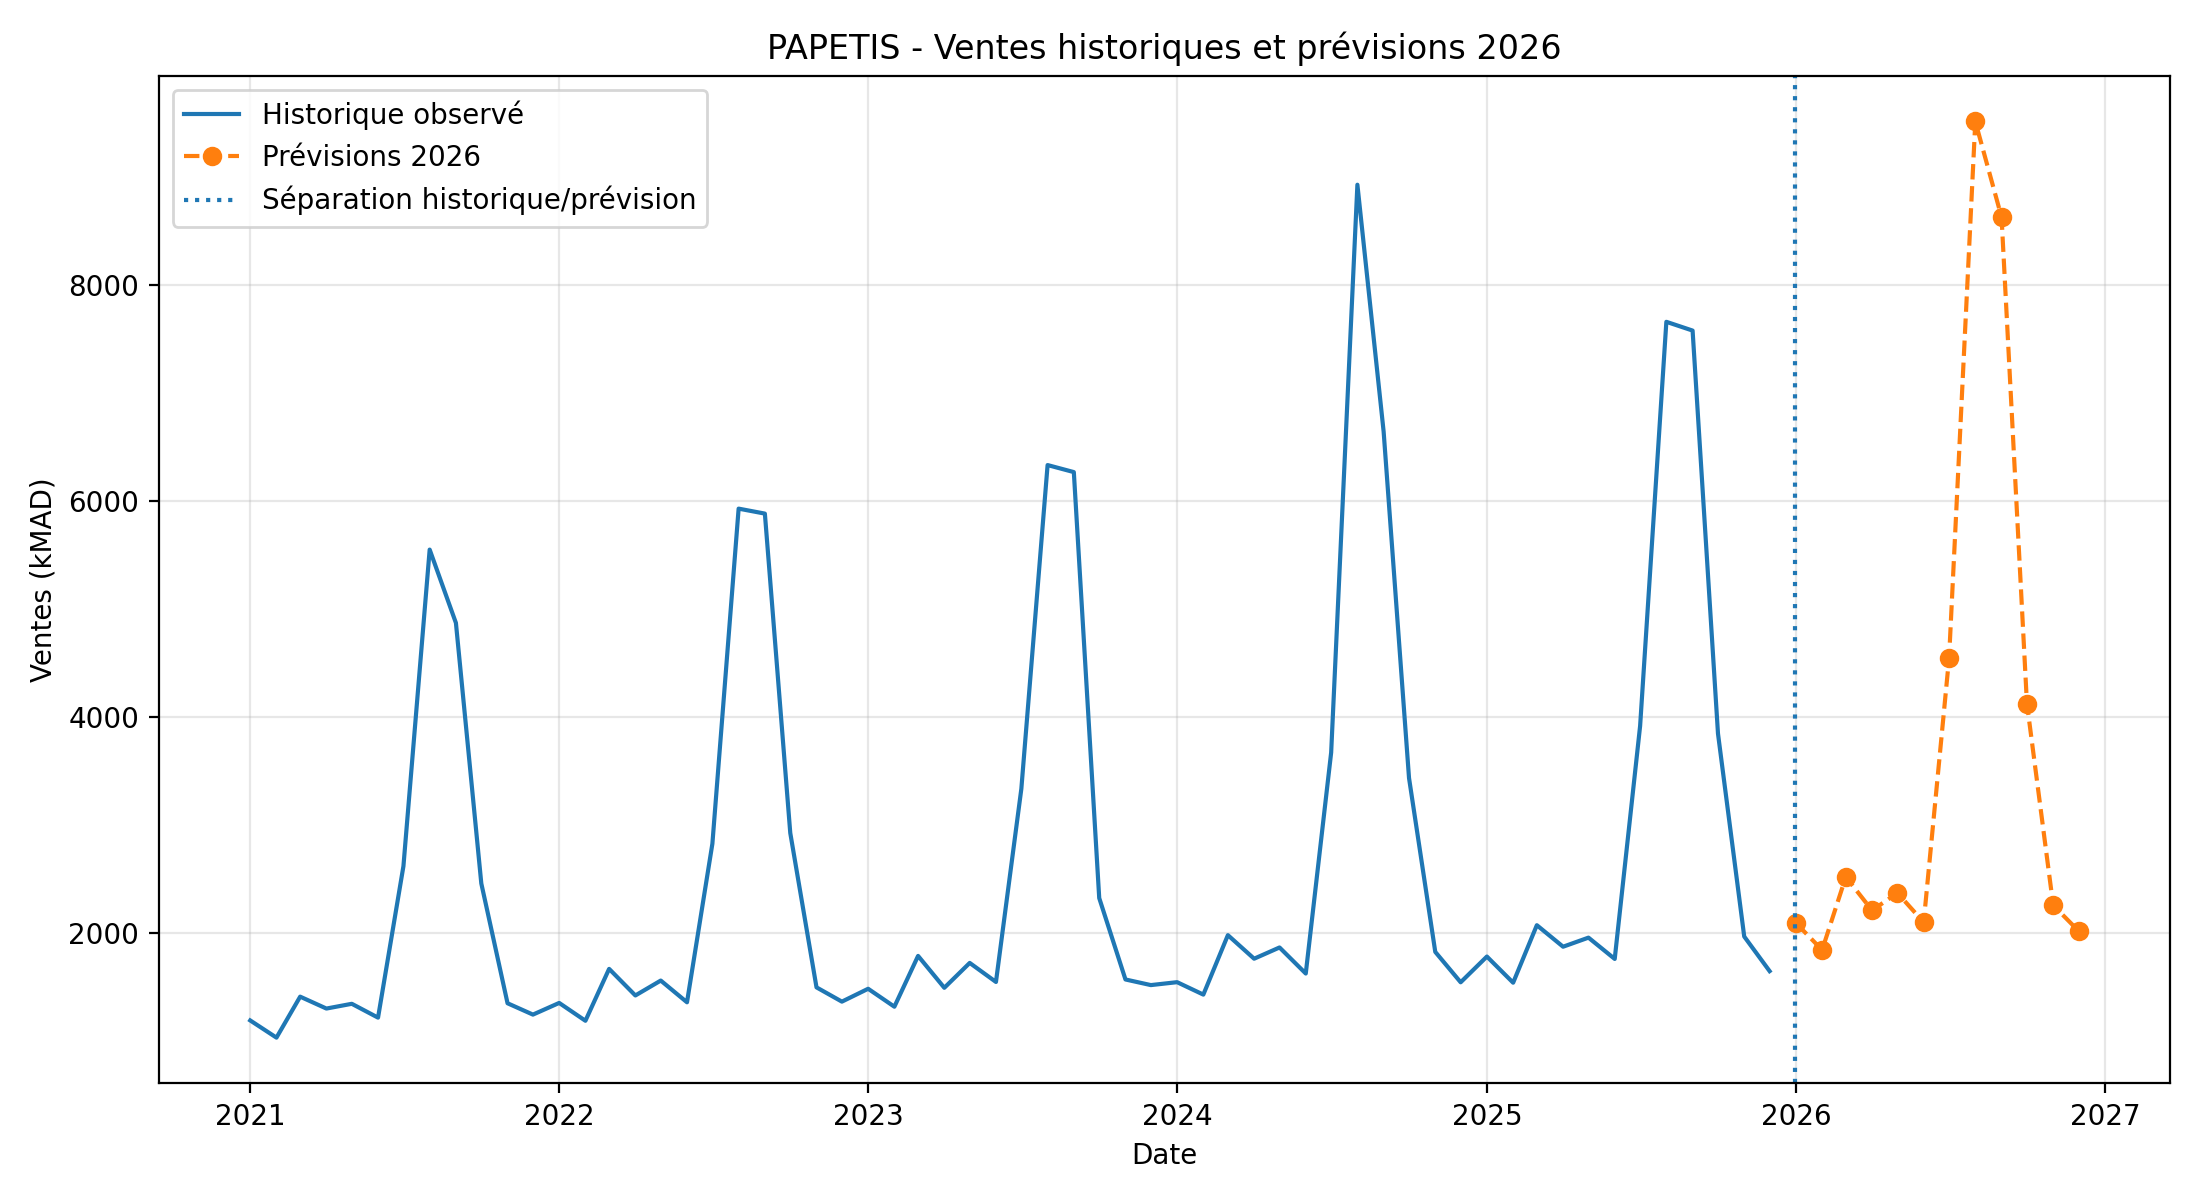 PAPETIS - Ventes historiques et prévisions 2026
Historique observé
Prévisions 2026
Séparation historique/prévision
8000
6000
4000
2000
Ventes (kMAD)
2021 2022 2023 2024 2025 2026 2027
Date